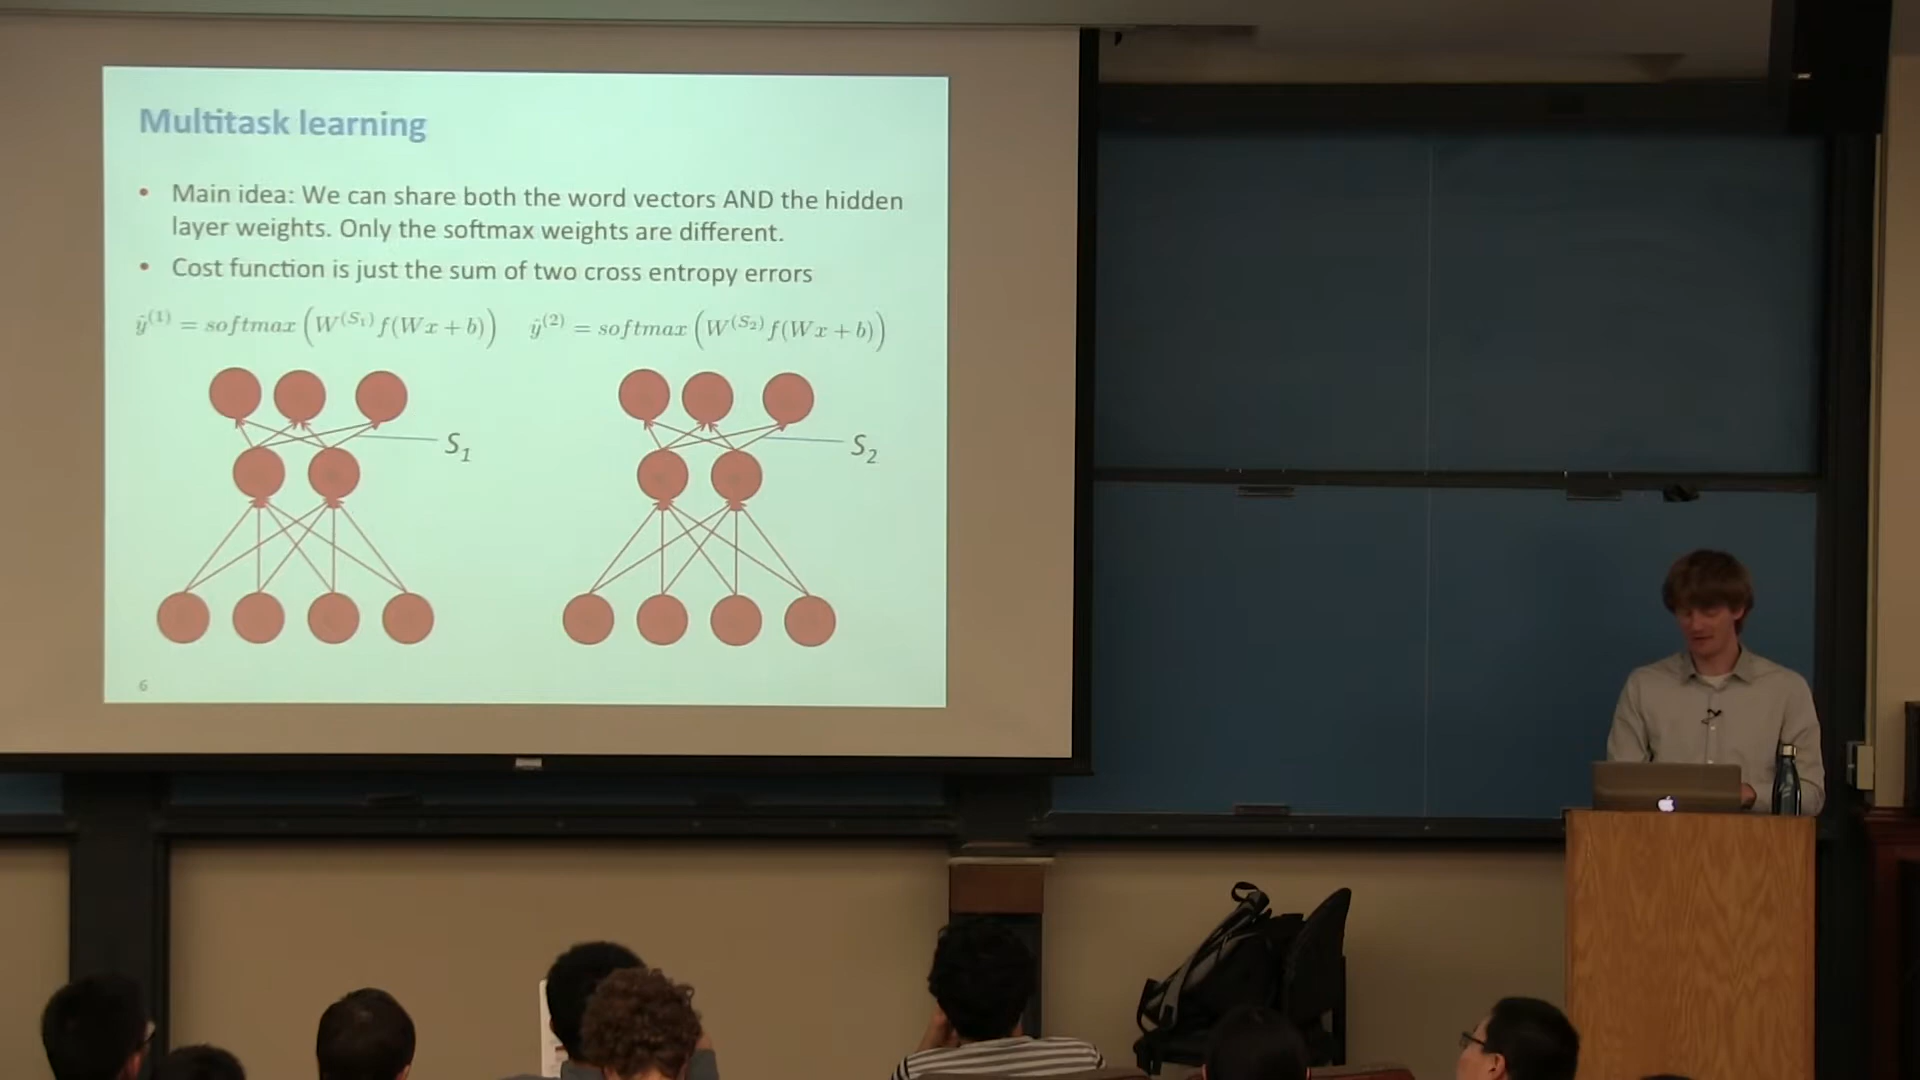 Multitask learning
• Main idea: We can share both the word vectors AND the hidden
layer weights. Only the softmax weights are different.
• Cost function is just the sum of two cross entropy errors
ŷ^(1) = softmax(W^(S₁) f(Wx + b)) ŷ^(2) = softmax(W^(S₂) f(Wx + b))
S₁ S₂
6